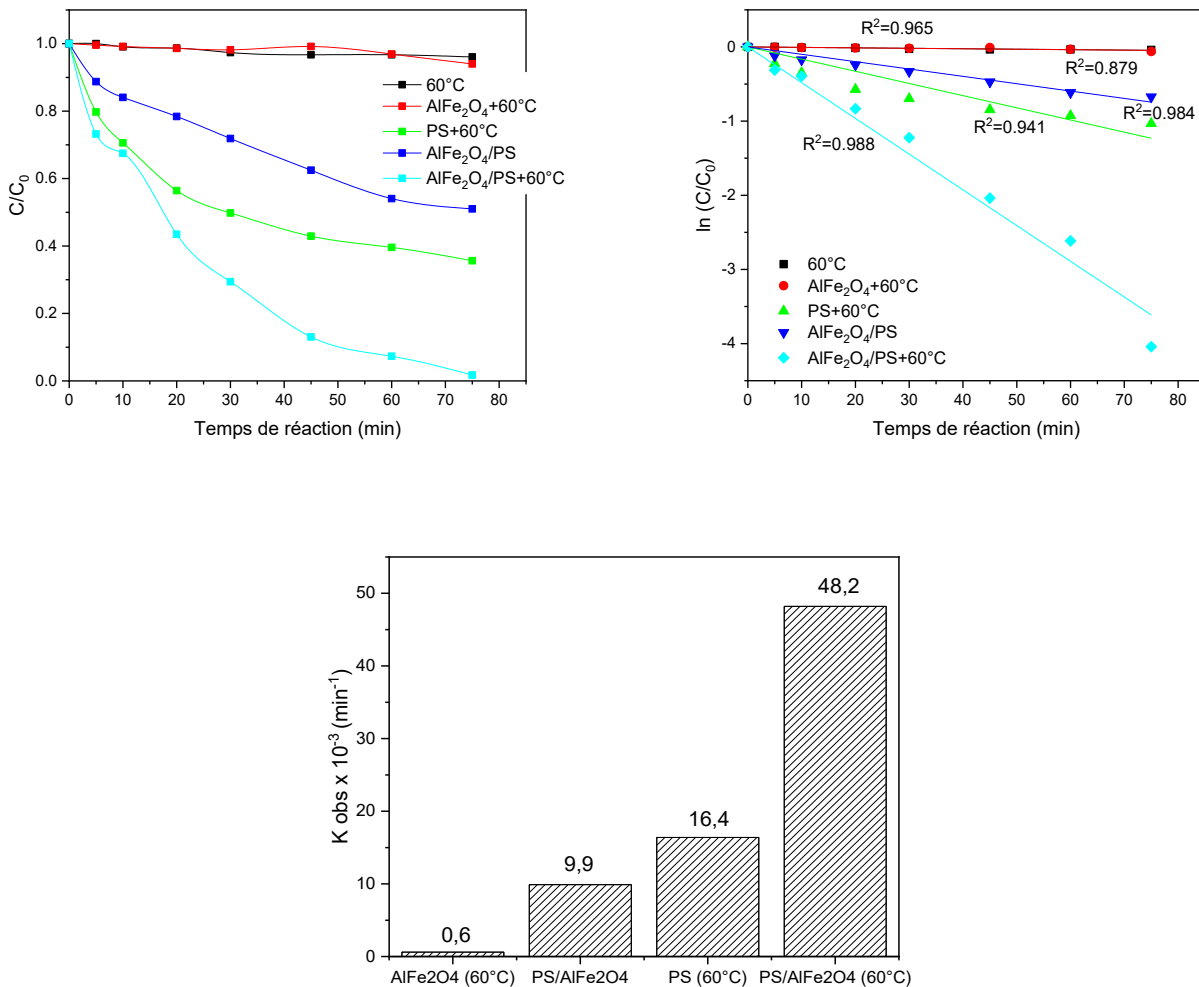 1.0
0.8
0.6
0.4
0.2
0.0
C/C₀
0 10 20 30 40 50 60 70 80
Temps de réaction (min)
60°C
AlFe₂O₄+60°C
PS+60°C
AlFe₂O₄/PS
AlFe₂O₄/PS+60°C
0
-1
-2
-3
-4
ln (C/C₀)
0 10 20 30 40 50 60 70 80
Temps de réaction (min)
R²=0.965
R²=0.879
R²=0.984
R²=0.941
R²=0.988
60°C
AlFe₂O₄+60°C
PS+60°C
AlFe₂O₄/PS
AlFe₂O₄/PS+60°C
50
40
30
20
10
0
K obs x 10⁻³ (min⁻¹)
0,6
9,9
16,4
48,2
AlFe2O4 (60°C) PS/AlFe2O4 PS (60°C) PS/AlFe2O4 (60°C)